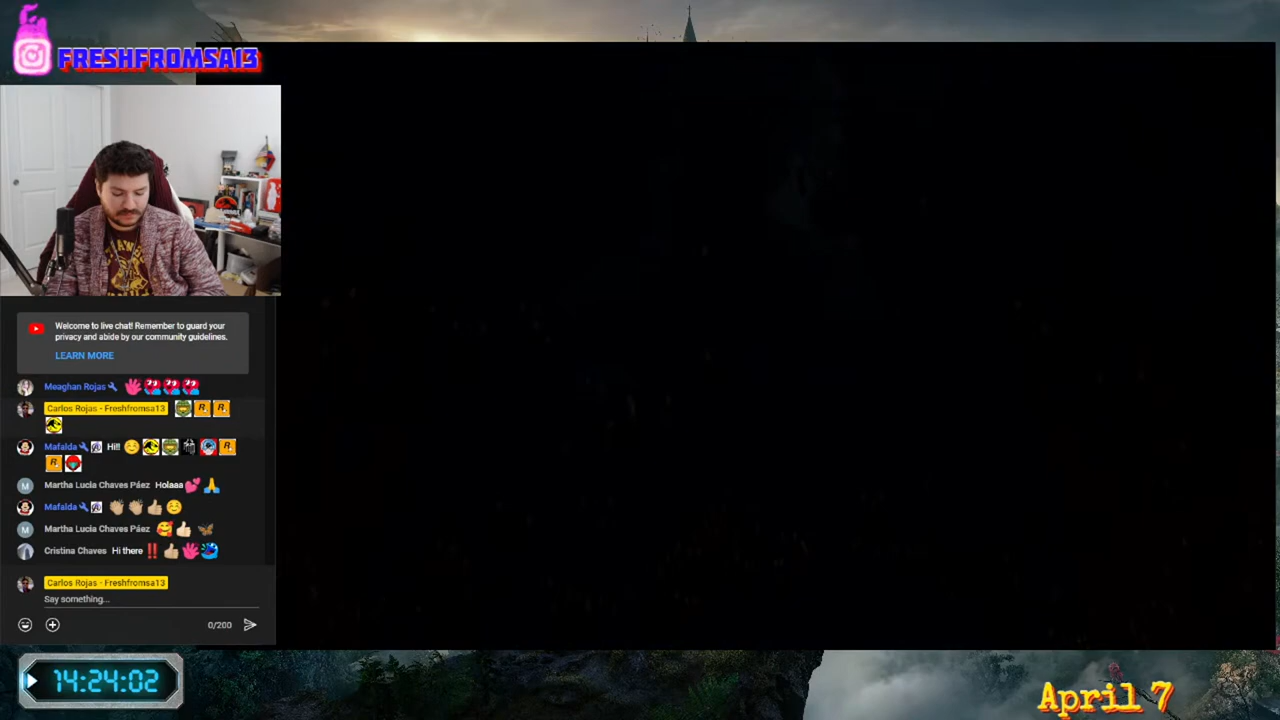 FRESHFROMSA13
Welcome to live chat! Remember to guard your
privacy and abide by our community guidelines.
LEARN MORE
Meaghan Rojas
Carlos Rojas - Freshfromsa13
Mafalda Hi!!
Martha Lucia Chaves Páez Holaaa
Mafalda
Martha Lucia Chaves Páez
Cristina Chaves Hi there
Carlos Rojas - Freshfromsa13
Say something...
0/200
14:24:02
April 7